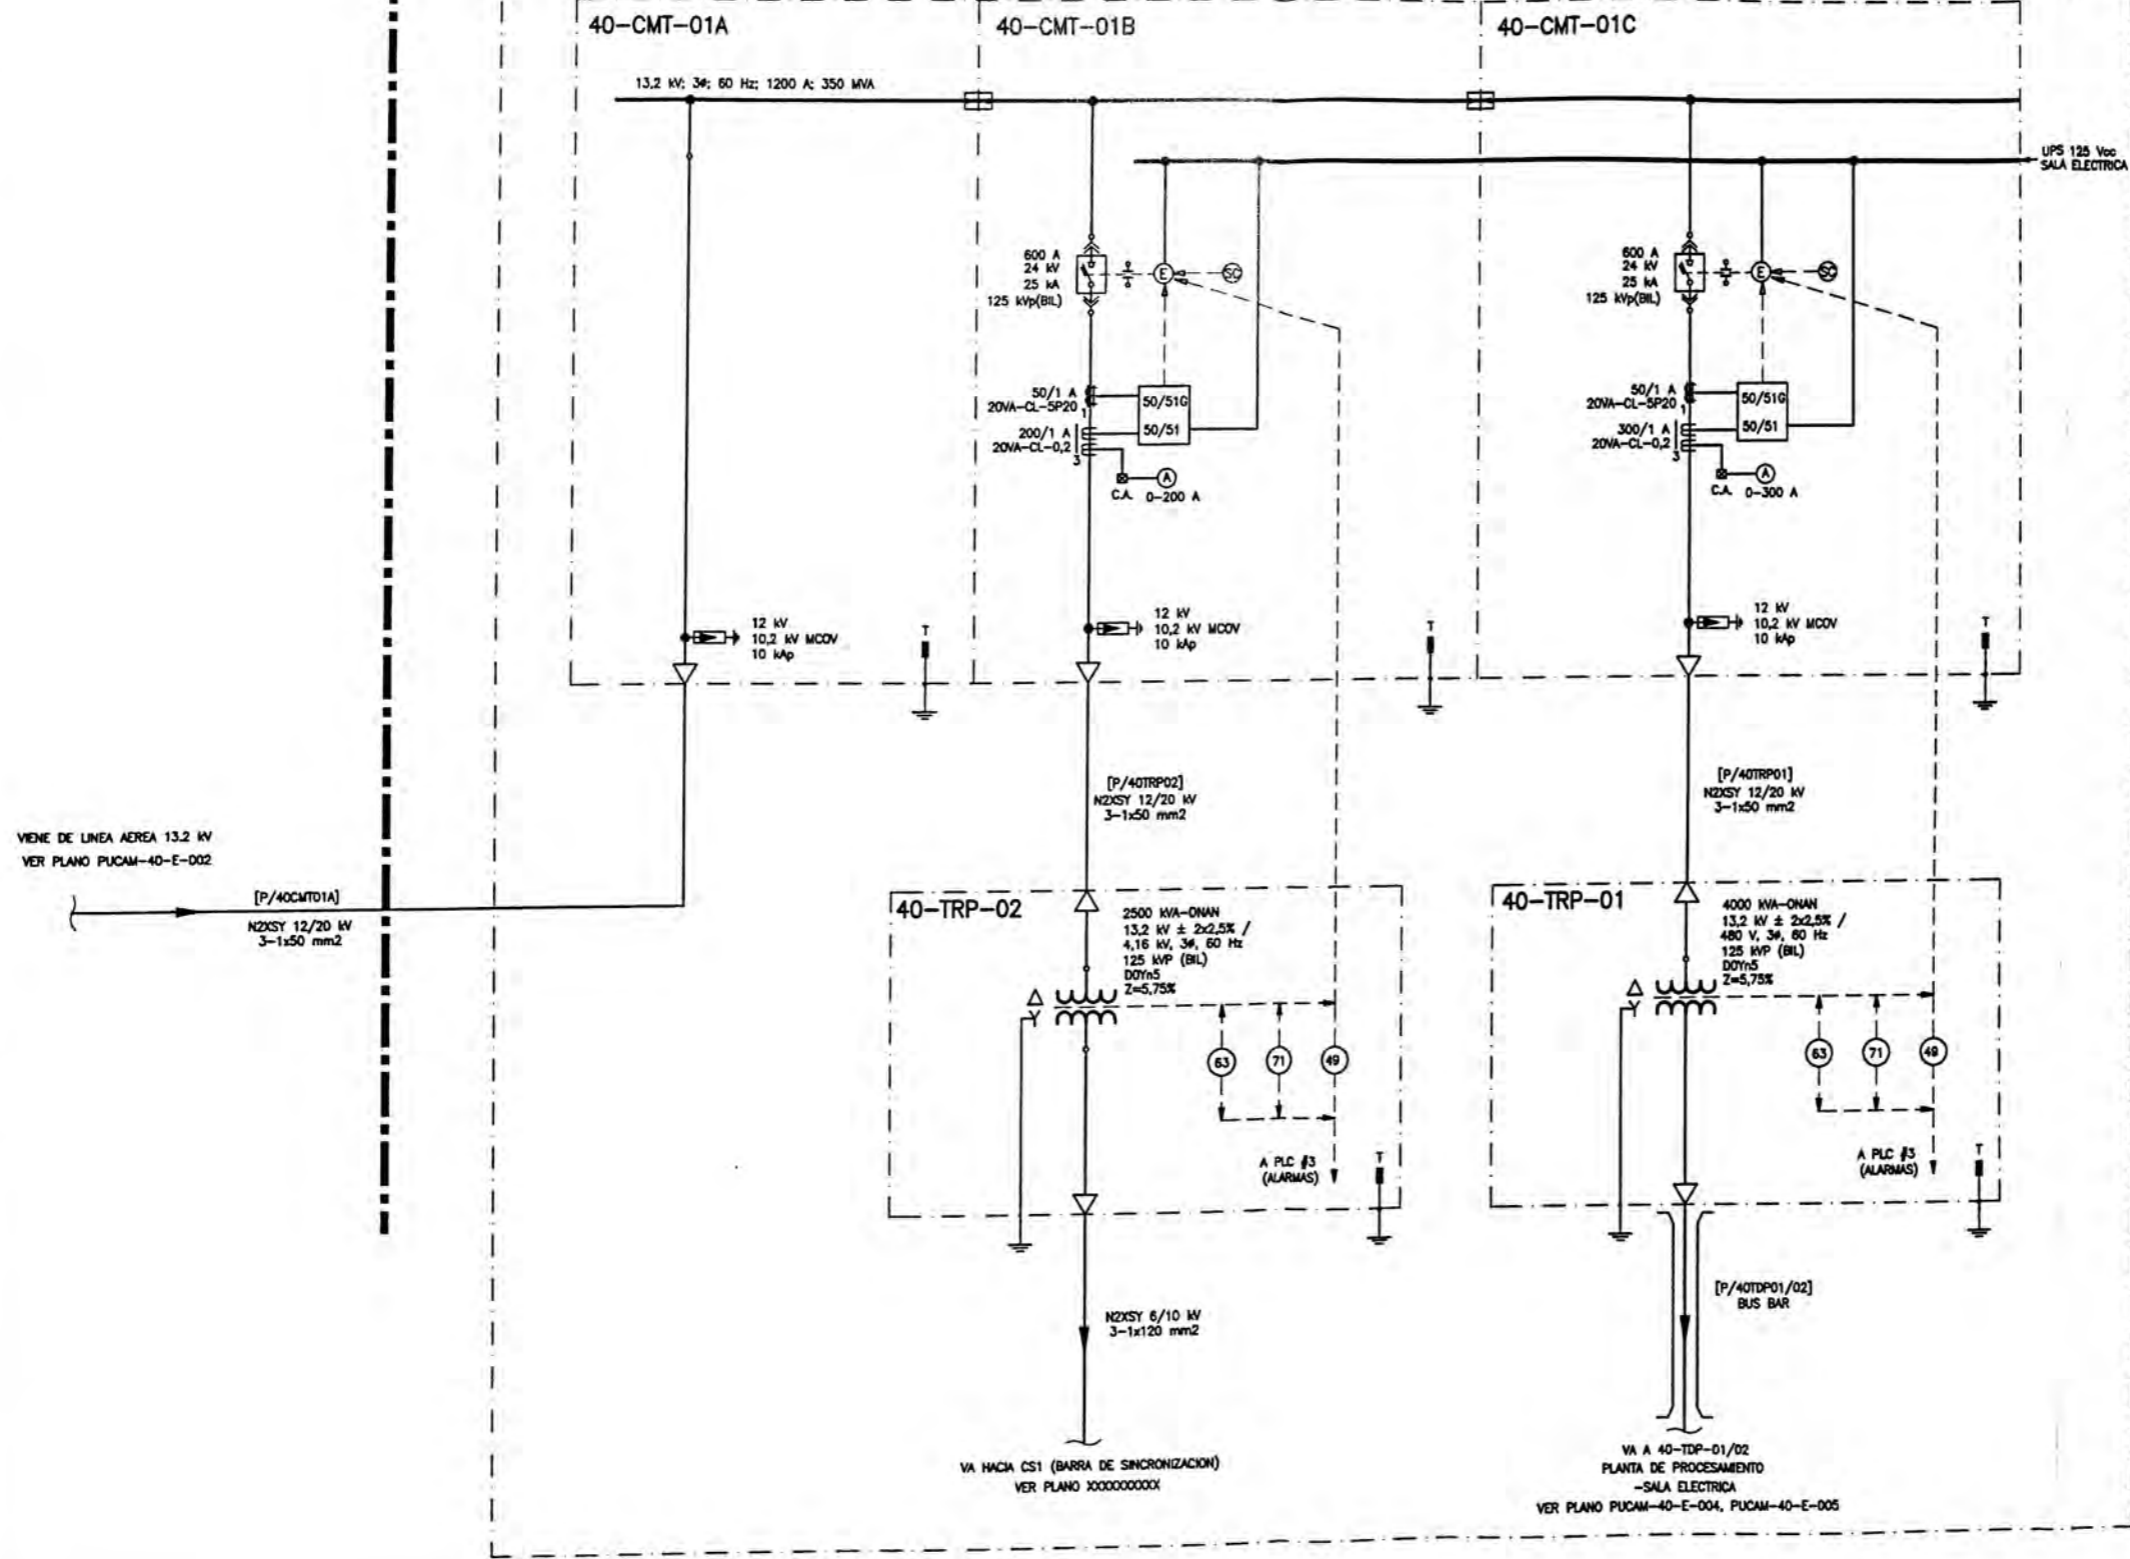 40-CMT-01A
40-CMT-01B
40-CMT-01C
13,2 kV; 3ø; 60 Hz; 1200 A; 350 MVA
UPS 125 Vcc
SALA ELECTRICA
600 A
24 kV
25 kA
125 kVp(BIL)
E
SC
50/1 A
20VA-CL-5P20
1
200/1 A
20VA-CL-0,2
3
50/51G
50/51
A
C.A. 0-200 A
600 A
24 kV
25 kA
125 kVp(BIL)
E
SC
50/1 A
20VA-CL-5P20
1
300/1 A
20VA-CL-0,2
3
50/51G
50/51
A
C.A. 0-300 A
12 kV
10,2 kV MCOV
10 kAp
T
12 kV
10,2 kV MCOV
10 kAp
T
12 kV
10,2 kV MCOV
10 kAp
T
[P/40TRP02]
N2XSY 12/20 kV
3-1x50 mm2
[P/40TRP01]
N2XSY 12/20 kV
3-1x50 mm2
VIENE DE LINEA AEREA 13.2 kV
VER PLANO PUCAM-40-E-002
[P/40CMT01A]
N2XSY 12/20 kV
3-1x50 mm2
40-TRP-02
2500 KVA-ONAN
13,2 kV ± 2x2,5% /
4,16 kV, 3ø, 60 Hz
125 kVP (BIL)
D0Yn5
Z=5,75%
Y
63
71
49
A PLC #3
(ALARMAS)
T
40-TRP-01
4000 KVA-ONAN
13,2 kV ± 2x2,5% /
480 V, 3ø, 60 Hz
125 kVP (BIL)
D0Yn5
Z=5,75%
Y
63
71
49
A PLC #3
(ALARMAS)
T
N2XSY 6/10 kV
3-1x120 mm2
[P/40TDP01/02]
BUS BAR
VA HACIA CS1 (BARRA DE SINCRONIZACION)
VER PLANO XXXXXXXXXX
VA A 40-TDP-01/02
PLANTA DE PROCESAMIENTO
-SALA ELECTRICA
VER PLANO PUCAM-40-E-004, PUCAM-40-E-005